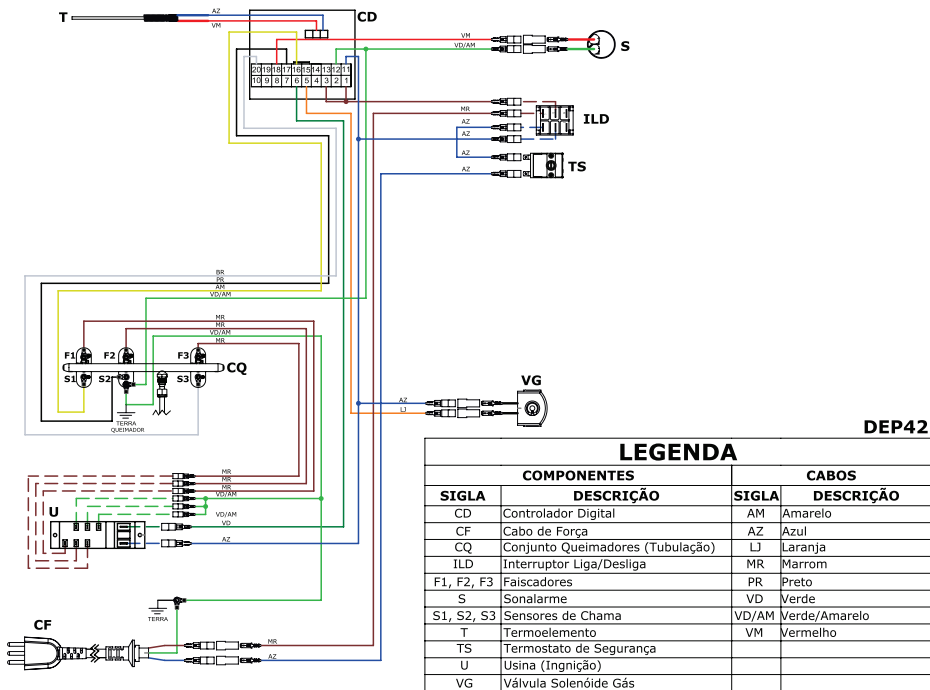 T
AZ
VM
CD
20 19 18 17 16 15 14 13 12 11
10 9 8 7 6 5 4 3 2 1
VM
VD/AM
S
MR
AZ
AZ
ILD
AZ
TS
BR
PR
AM
VD/AM
MR
MR
VD/AM
MR
F1
F2
F3
CQ
S1
S2
S3
TERRA
QUEIMADOR
AZ
LJ
VG
MR
MR
MR
VD/AM
VD/AM
VD
AZ
U
TERRA
CF
MR
AZ
DEP42
LEGENDA
COMPONENTES CABOS
SIGLA DESCRIÇÃO SIGLA DESCRIÇÃO
CD Controlador Digital AM Amarelo
CF Cabo de Força AZ Azul
CQ Conjunto Queimadores (Tubulação) LJ Laranja
ILD Interruptor Liga/Desliga MR Marrom
F1, F2, F3 Faiscadores PR Preto
S Sonalarme VD Verde
S1, S2, S3 Sensores de Chama VD/AM Verde/Amarelo
T Termoelemento VM Vermelho
TS Termostato de Segurança
U Usina (Ingnição)
VG Válvula Solenóide Gás